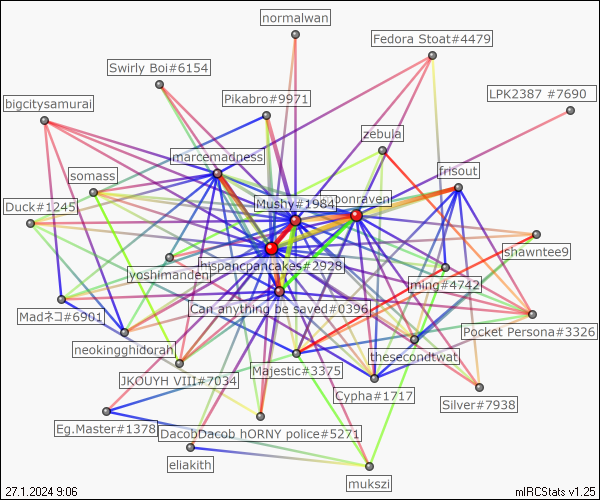 normalwan
Fedora Stoat#4479
Swirly Boi#6154
LPK2387 #7690
Pikabro#9971
bigcitysamurai
zebula
marcemadness
frisout
somass
Mushy#1984
bonraven
Duck#1245
shawntee9
hispanicpancakes#2928
yoshimanden
ming#4742
Can anything be saved#0396
Madネコ#6901
Pocket Persona#3326
neokingghidorah
thesecondtwat
Majestic#3375
JKOUYH VIII#7034
Cypha#1717
Silver#7938
Eg.Master#1378
DacobDacob hORNY police#5271
eliakith
mukszi
27.1.2024 9:06
mIRCStats v1.25